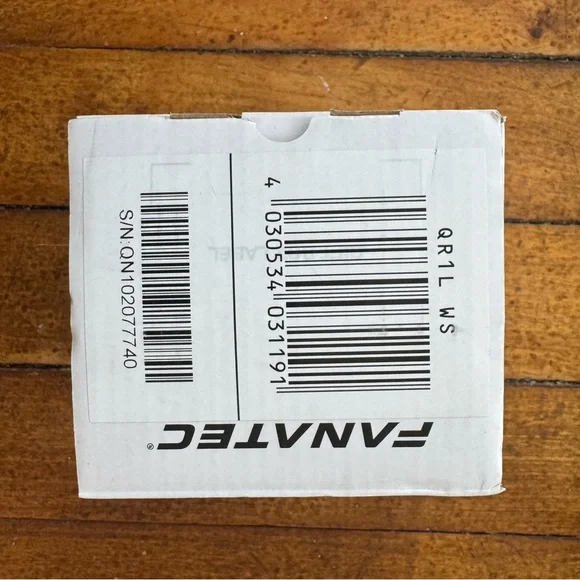 QR1L WS
4 030534 031191
S/N:QN102077740
FANATEC®